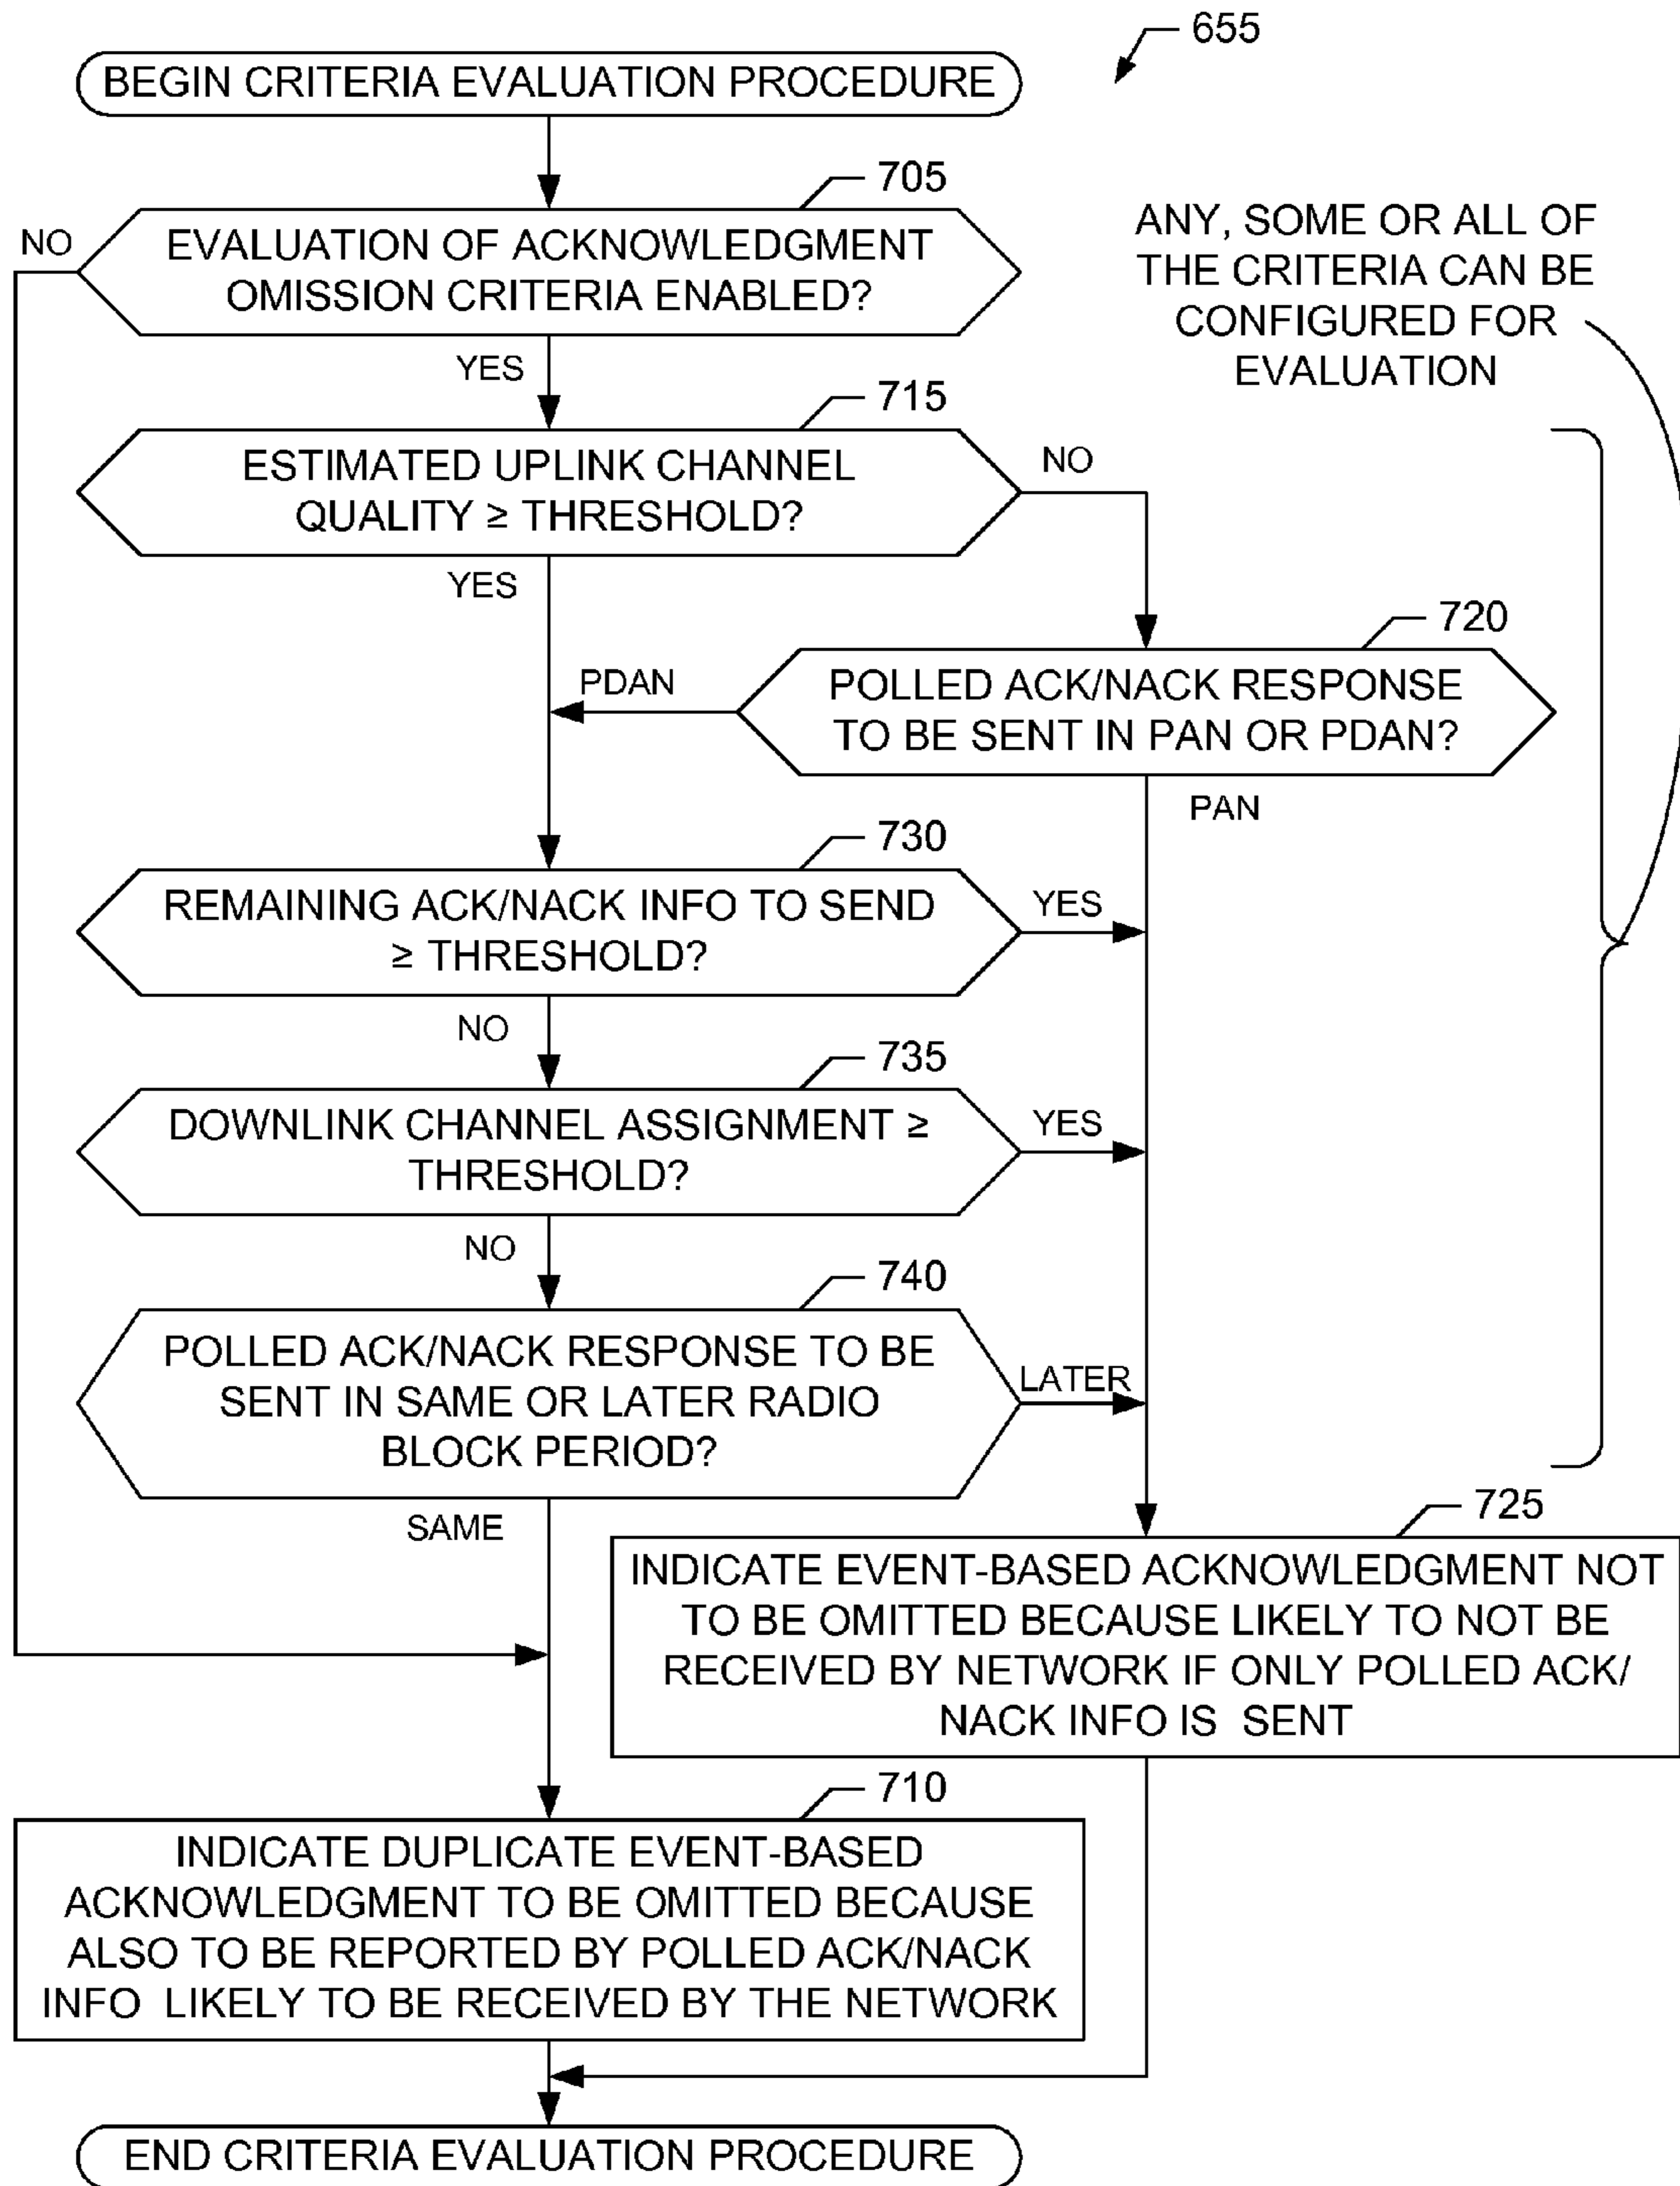 655
BEGIN CRITERIA EVALUATION PROCEDURE
705
NO
EVALUATION OF ACKNOWLEDGMENT
OMISSION CRITERIA ENABLED?
YES
ANY, SOME OR ALL OF
THE CRITERIA CAN BE
CONFIGURED FOR
EVALUATION
715
ESTIMATED UPLINK CHANNEL
QUALITY ≥ THRESHOLD?
NO
YES
720
PDAN
POLLED ACK/NACK RESPONSE
TO BE SENT IN PAN OR PDAN?
PAN
730
REMAINING ACK/NACK INFO TO SEND
≥ THRESHOLD?
YES
NO
735
DOWNLINK CHANNEL ASSIGNMENT ≥
THRESHOLD?
YES
NO
740
POLLED ACK/NACK RESPONSE TO BE
SENT IN SAME OR LATER RADIO
BLOCK PERIOD?
LATER
SAME
725
INDICATE EVENT-BASED ACKNOWLEDGMENT NOT
TO BE OMITTED BECAUSE LIKELY TO NOT BE
RECEIVED BY NETWORK IF ONLY POLLED ACK/
NACK INFO IS  SENT
710
INDICATE DUPLICATE EVENT-BASED
ACKNOWLEDGMENT TO BE OMITTED BECAUSE
ALSO TO BE REPORTED BY POLLED ACK/NACK
INFO  LIKELY TO BE RECEIVED BY THE NETWORK
END CRITERIA EVALUATION PROCEDURE